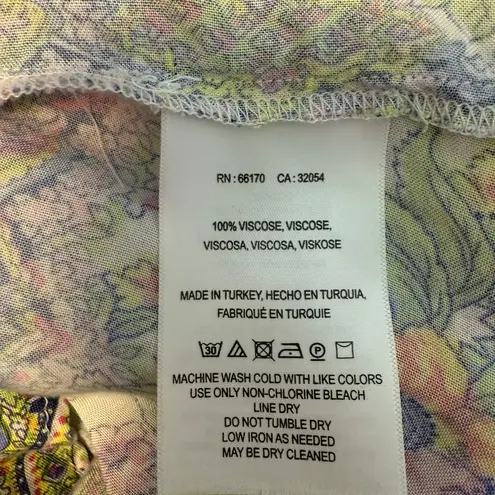 RN : 66170 CA : 32054
100% VISCOSE, VISCOSE,
VISCOSA, VISCOSA, VISKOSE
MADE IN TURKEY, HECHO EN TURQUIA,
FABRIQUÉ EN TURQUIE
30 P
MACHINE WASH COLD WITH LIKE COLORS
USE ONLY NON-CHLORINE BLEACH
LINE DRY
DO NOT TUMBLE DRY
LOW IRON AS NEEDED
MAY BE DRY CLEANED